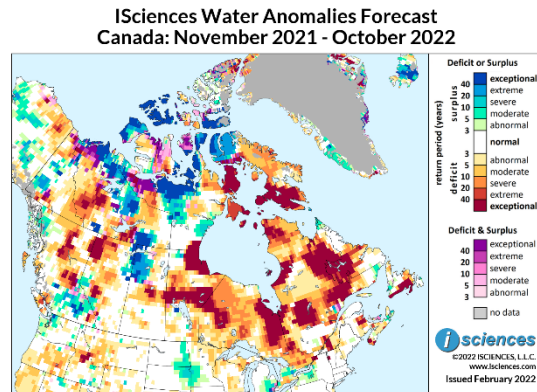 ISciences Water Anomalies Forecast
Canada: November 2021 - October 2022
Deficit or Surplus
return period (years)
surplus
deficit
40 exceptional
20 extreme
10 severe
5 moderate
3 abnormal
normal
3 abnormal
5 moderate
10 severe
20 extreme
40 exceptional
Deficit & Surplus
40 exceptional
20 extreme
10 severe
5 moderate
3 abnormal
no data
isciences
©2022 ISCIENCES, L.L.C.
www.isciences.com
Issued February 2022